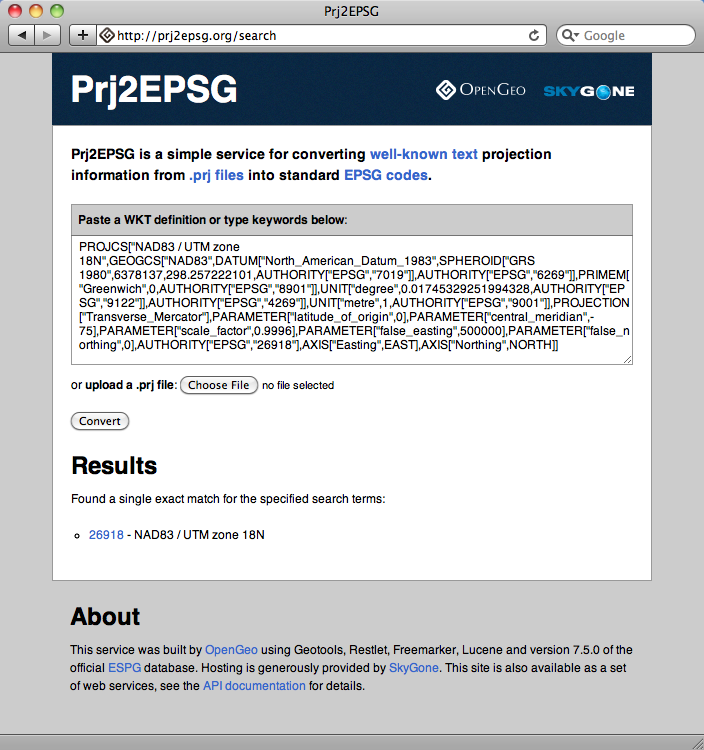 Prj2EPSG
http://prj2epsg.org/search
Google
Prj2EPSG
OPENGEO
SKYGONE
Prj2EPSG is a simple service for converting well-known text projection
information from .prj files into standard EPSG codes.
Paste a WKT definition or type keywords below:
PROJCS["NAD83 / UTM zone
18N",GEOGCS["NAD83",DATUM["North_American_Datum_1983",SPHEROID["GRS
1980",6378137,298.257222101,AUTHORITY["EPSG","7019"]],AUTHORITY["EPSG","6269"]],PRIMEM[
"Greenwich",0,AUTHORITY["EPSG","8901"]],UNIT["degree",0.01745329251994328,AUTHORITY["EP
SG","9122"]],AUTHORITY["EPSG","4269"]],UNIT["metre",1,AUTHORITY["EPSG","9001"]],PROJECTION
["Transverse_Mercator"],PARAMETER["latitude_of_origin",0],PARAMETER["central_meridian",-
75],PARAMETER["scale_factor",0.9996],PARAMETER["false_easting",500000],PARAMETER["false_n
orthing",0],AUTHORITY["EPSG","26918"],AXIS["Easting",EAST],AXIS["Northing",NORTH]]
or upload a .prj file: Choose File no file selected
Convert
Results
Found a single exact match for the specified search terms:
26918 - NAD83 / UTM zone 18N
About
This service was built by OpenGeo using Geotools, Restlet, Freemarker, Lucene and version 7.5.0 of the
official ESPG database. Hosting is generously provided by SkyGone. This site is also available as a set
of web services, see the API documentation for details.